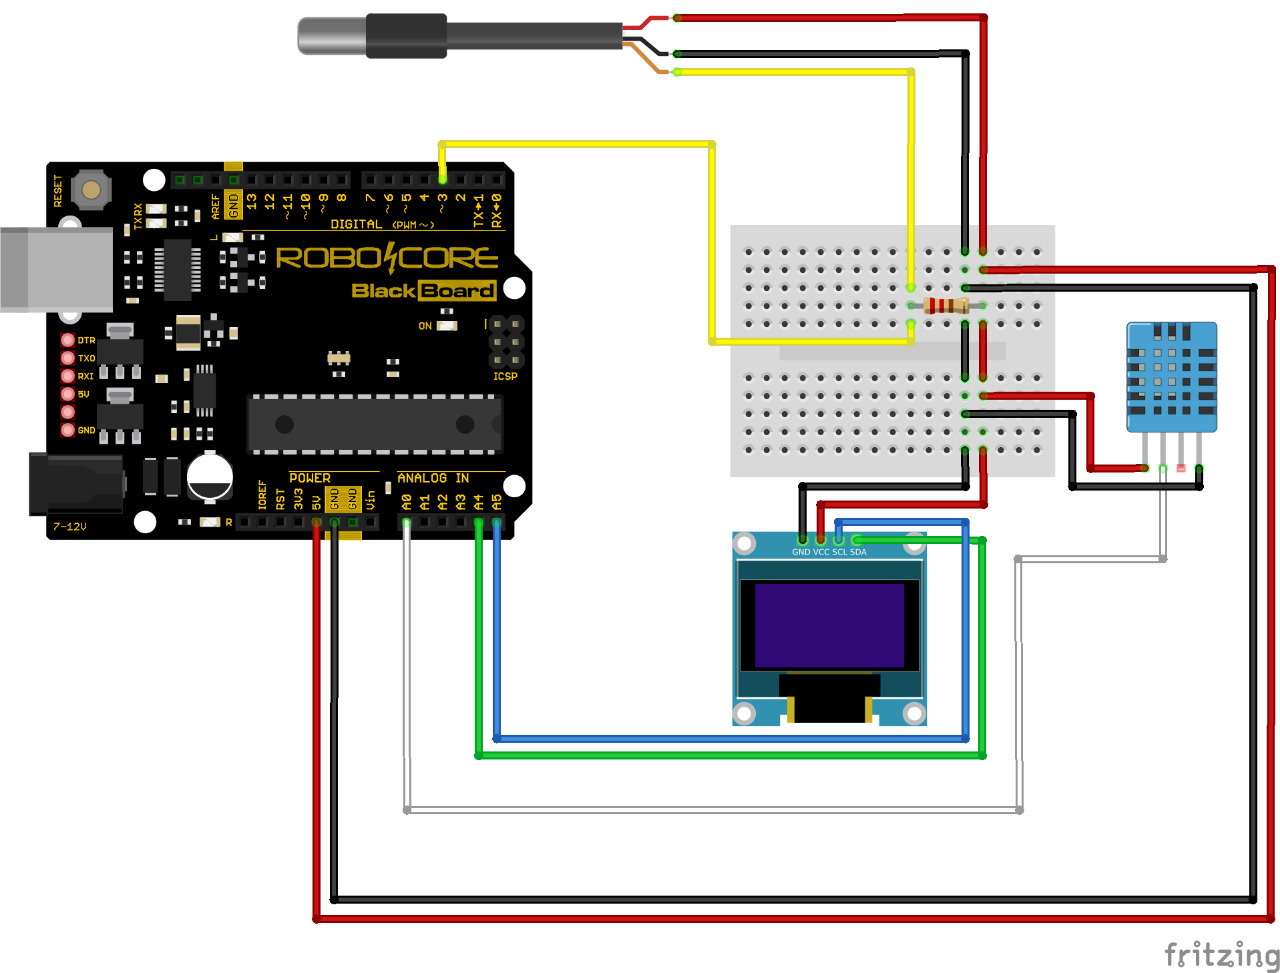 RESET
TX RX
L
AREF
GND
13
12
~11
~10
~9
8
7
~6
~5
4
~3
2
TX→1
RX←0
DIGITAL (PWM~)
ROBOCORE
BlackBoard
ON
ICSP
DTR
TXO
RXI
5V
GND
7-12V
R
POWER
ANALOG IN
IOREF
RST
3V3
5V
GND
GND
Vin
A0
A1
A2
A3
A4
A5
GND VCC SCL SDA
fritzing